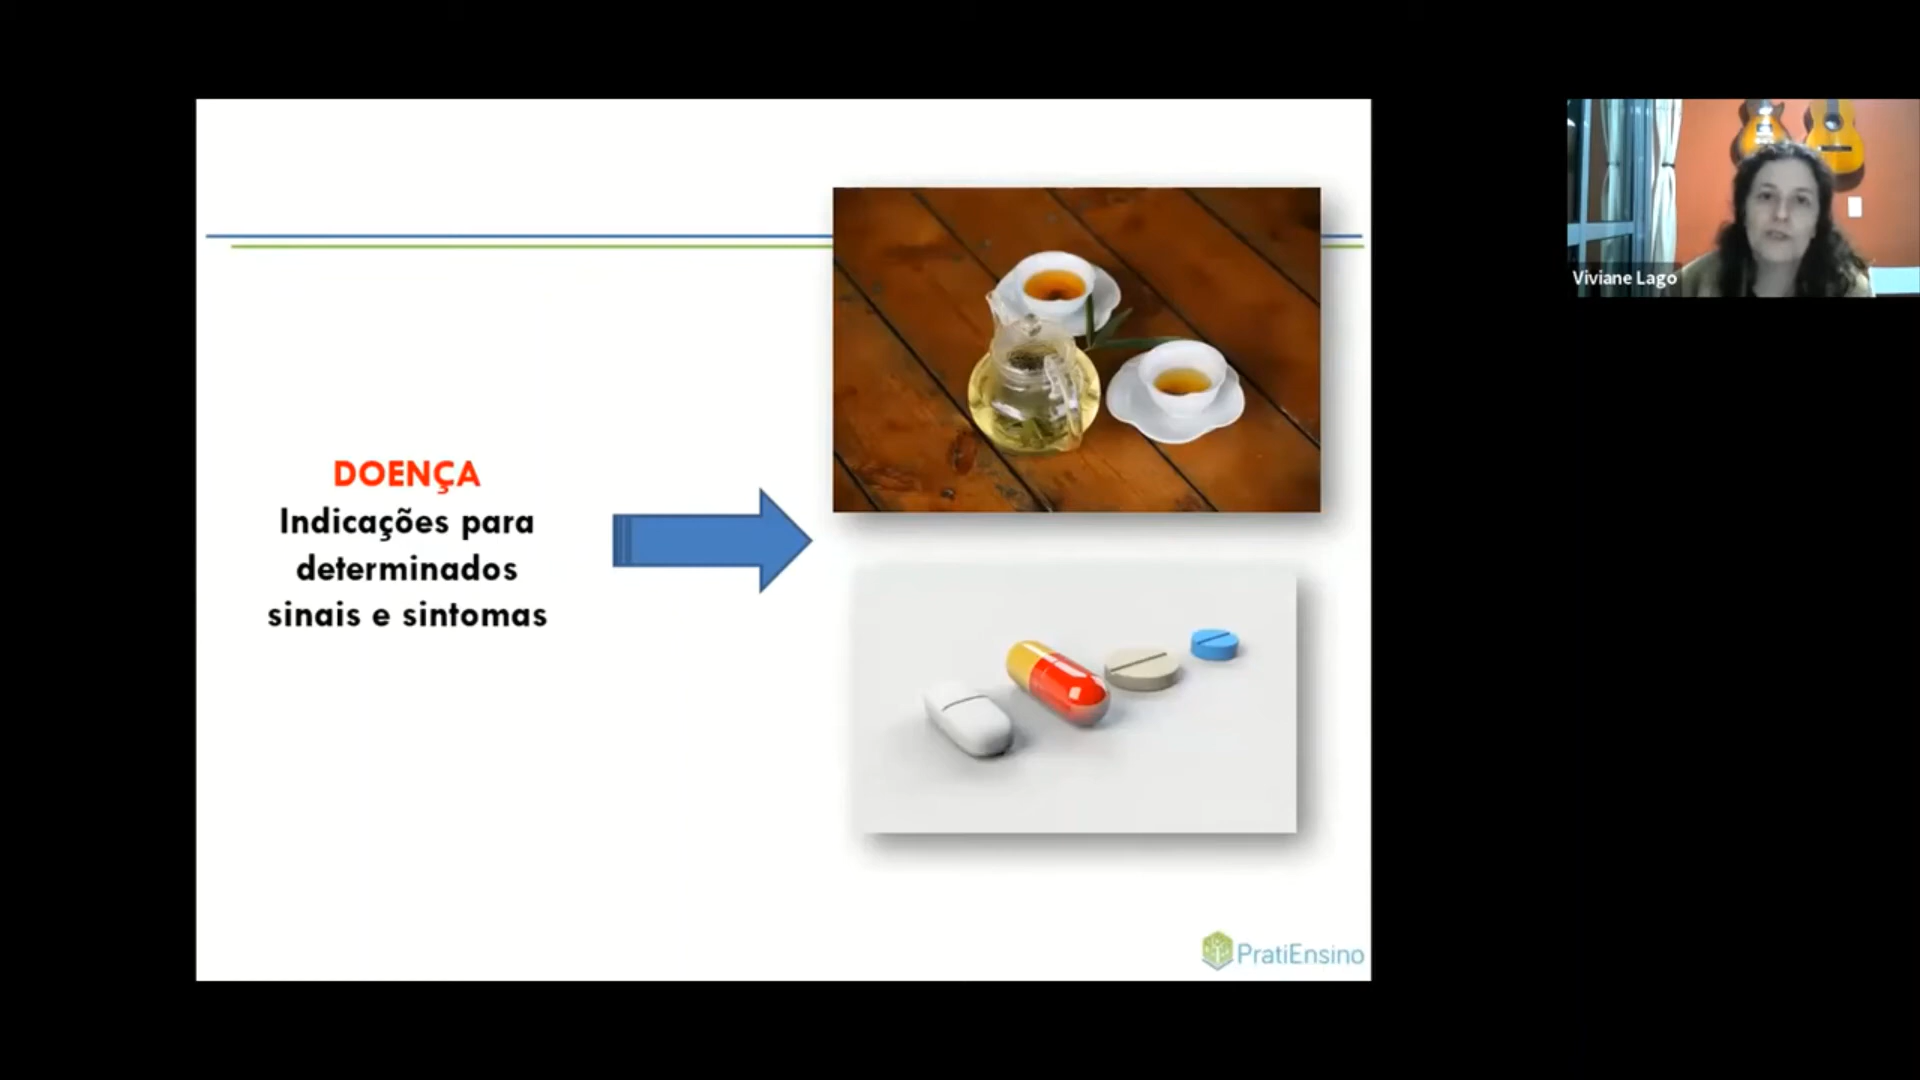 DOENÇA
Indicações para
determinados
sinais e sintomas
Viviane Lago
PratiEnsino